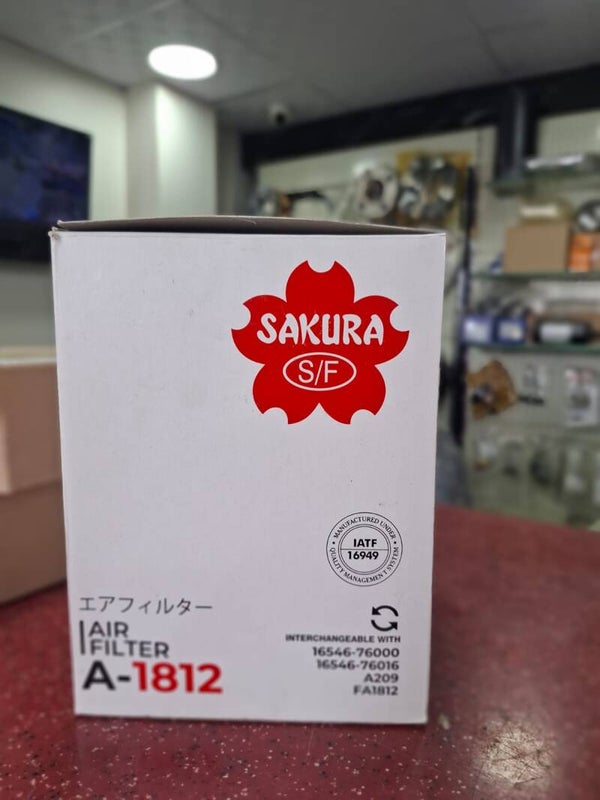 SAKURA
S/F
MANUFACTURED UNDER
IATF
16949
QUALITY MANAGEMENT SYSTEM
エアフィルター
AIR
FILTER
A-1812
INTERCHANGEABLE WITH
16546-76000
16546-76016
A209
FA1812